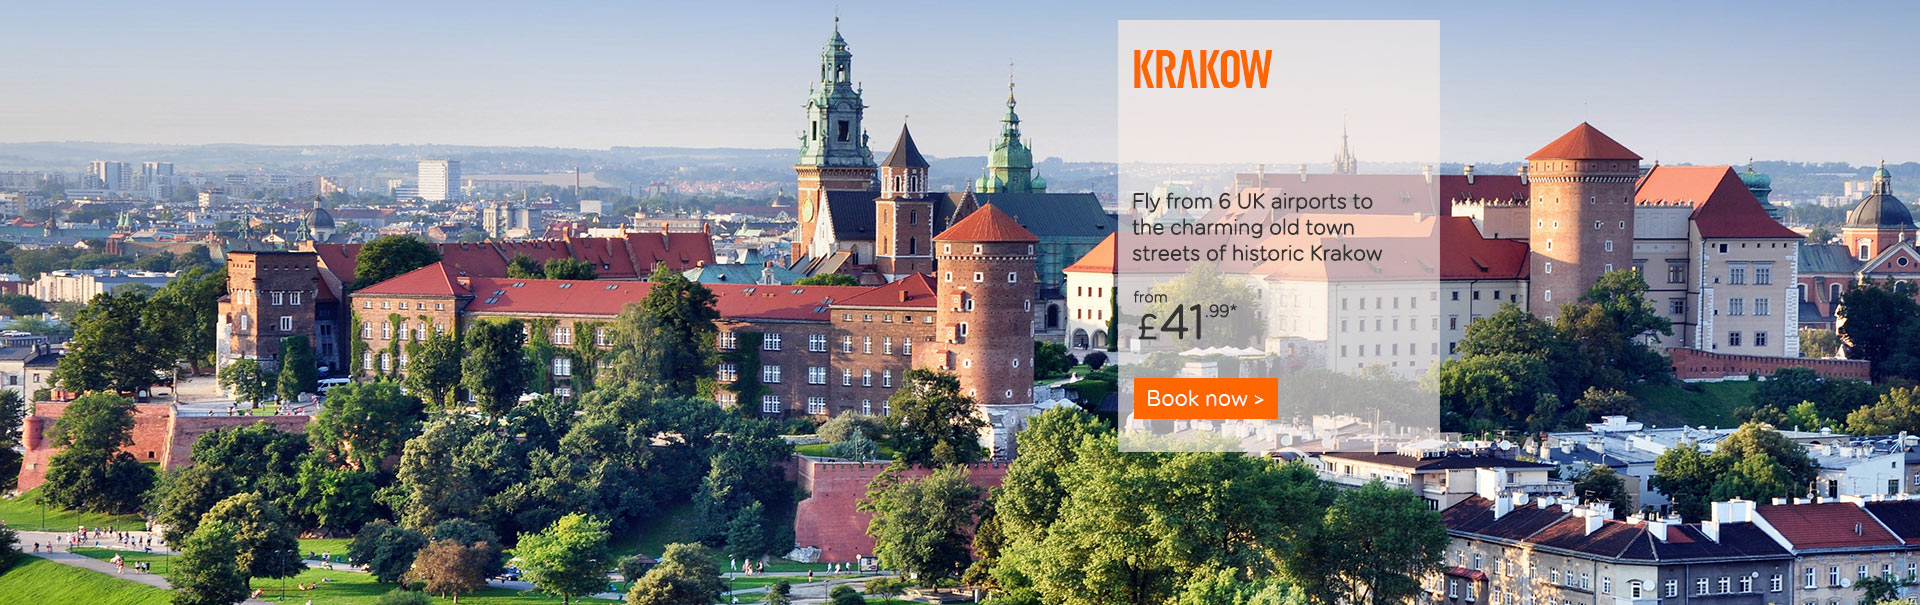 KRAKOW
Fly from 6 UK airports to
the charming old town
streets of historic Krakow
from
£41.99*
Book now >